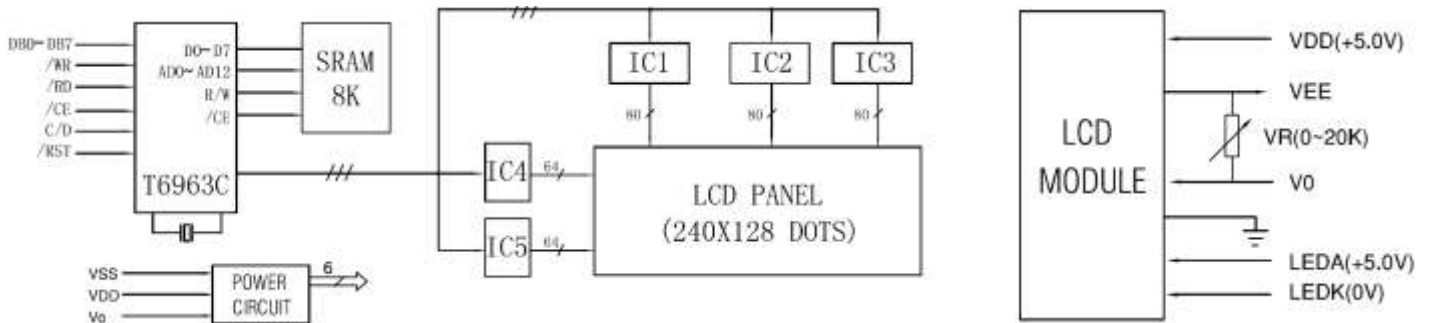 DB0~DB7
/WR
/RD
/CE
C/D
/RST
D0~D7
AD0~AD12
R/W
/CE
T6963C
SRAM
8K
IC1
IC2
IC3
80
80
80
IC4
64
IC5
64
LCD PANEL
(240X128 DOTS)
VSS
VDD
Vo
POWER
CIRCUIT
6
LCD
MODULE
VDD(+5.0V)
VEE
VR(0~20K)
V0
LEDA(+5.0V)
LEDK(0V)